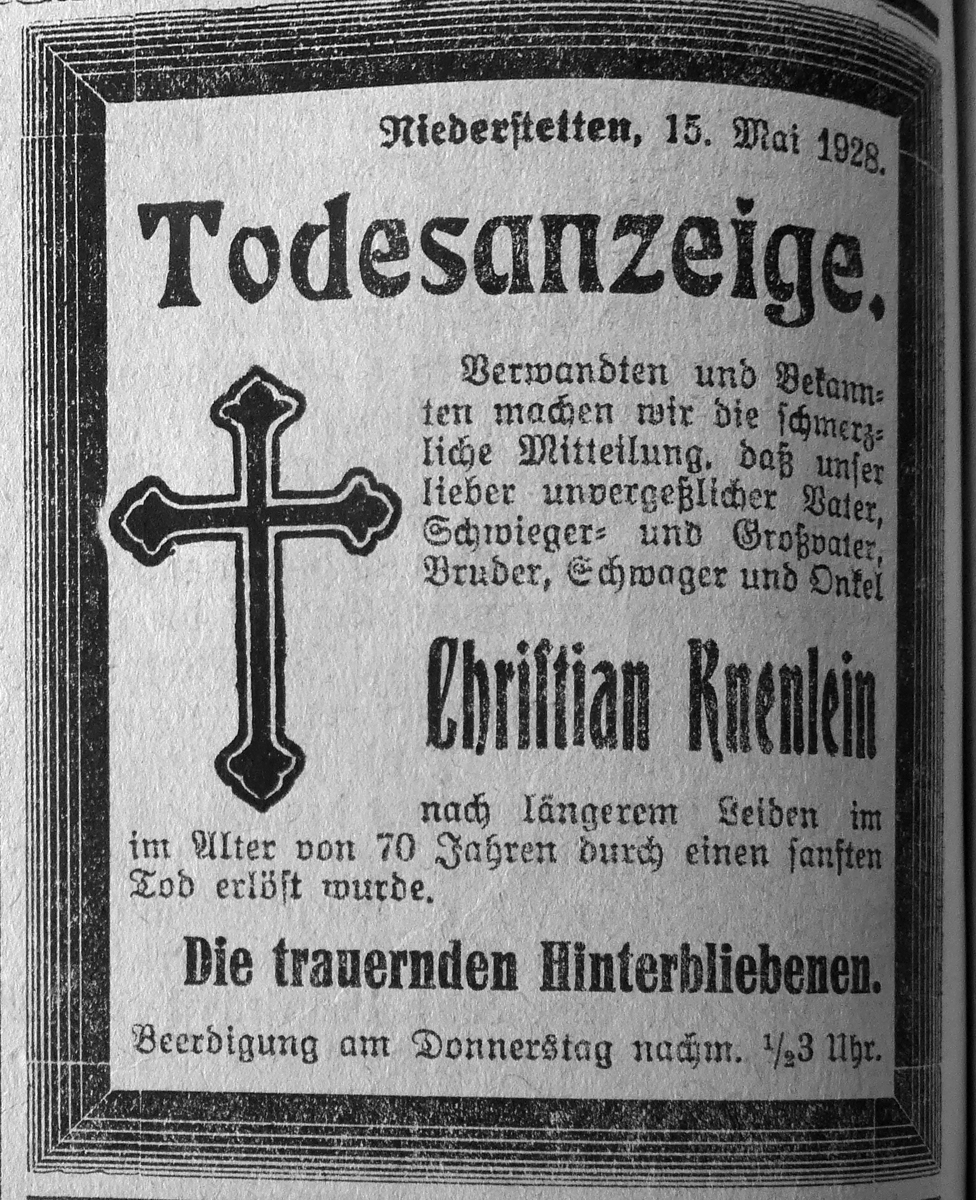 Niederstetten, 15. Mai 1928.
Todesanzeige.
Verwandten und Bekann-
ten machen wir die schmerz-
liche Mitteilung, daß unser
lieber unvergeßlicher Vater,
Schwieger- und Großvater,
Bruder, Schwager und Onkel
Christian Knenlein
nach längerem Leiden im
im Alter von 70 Jahren durch einen sanften
Tod erlöst wurde.
Die trauernden Hinterbliebenen.
Beerdigung am Donnerstag nachm. ½3 Uhr.